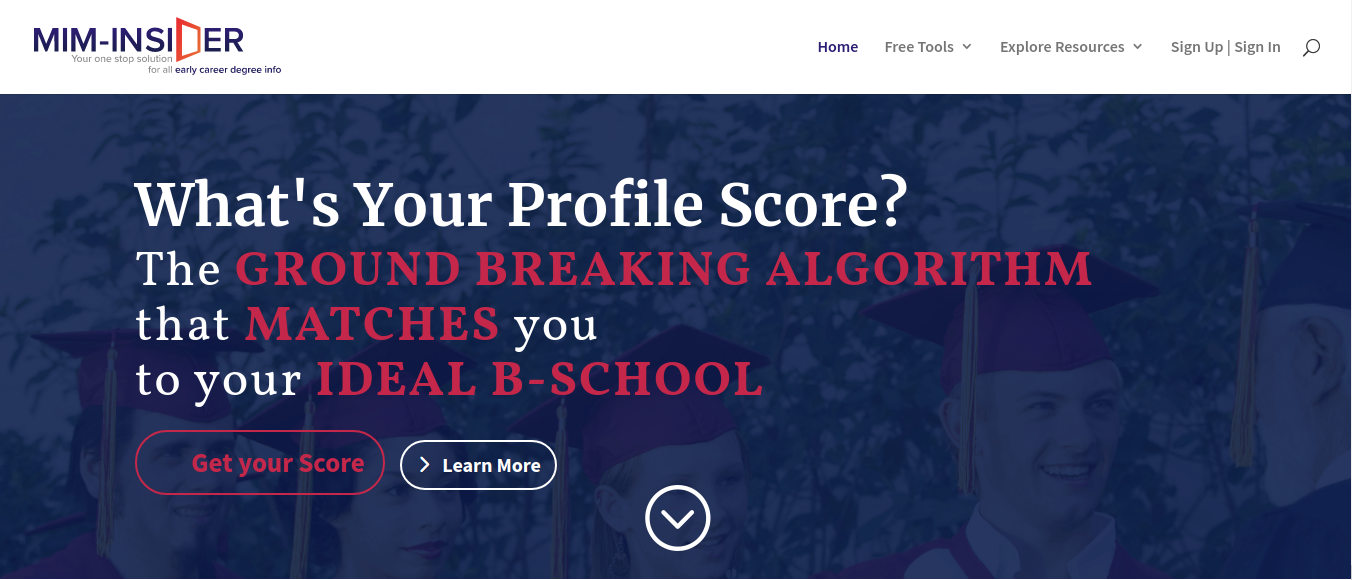 MIM-INSIDER
Your one stop solution
for all early career degree info
Home Free Tools Explore Resources Sign Up | Sign In
What's Your Profile Score?
The GROUND BREAKING ALGORITHM
that MATCHES you
to your IDEAL B-SCHOOL
Get your Score Learn More